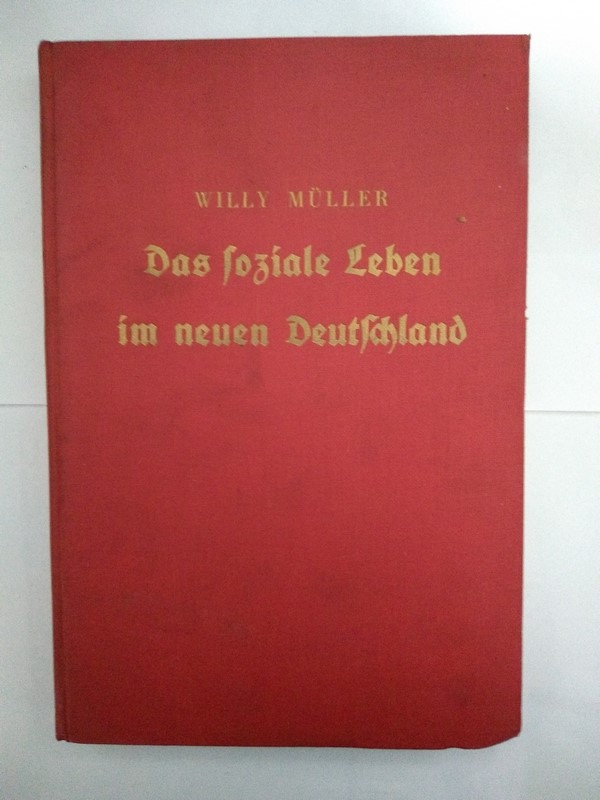 WILLY MÜLLER
Das ſoziale Leben
im neuen Deutſchland